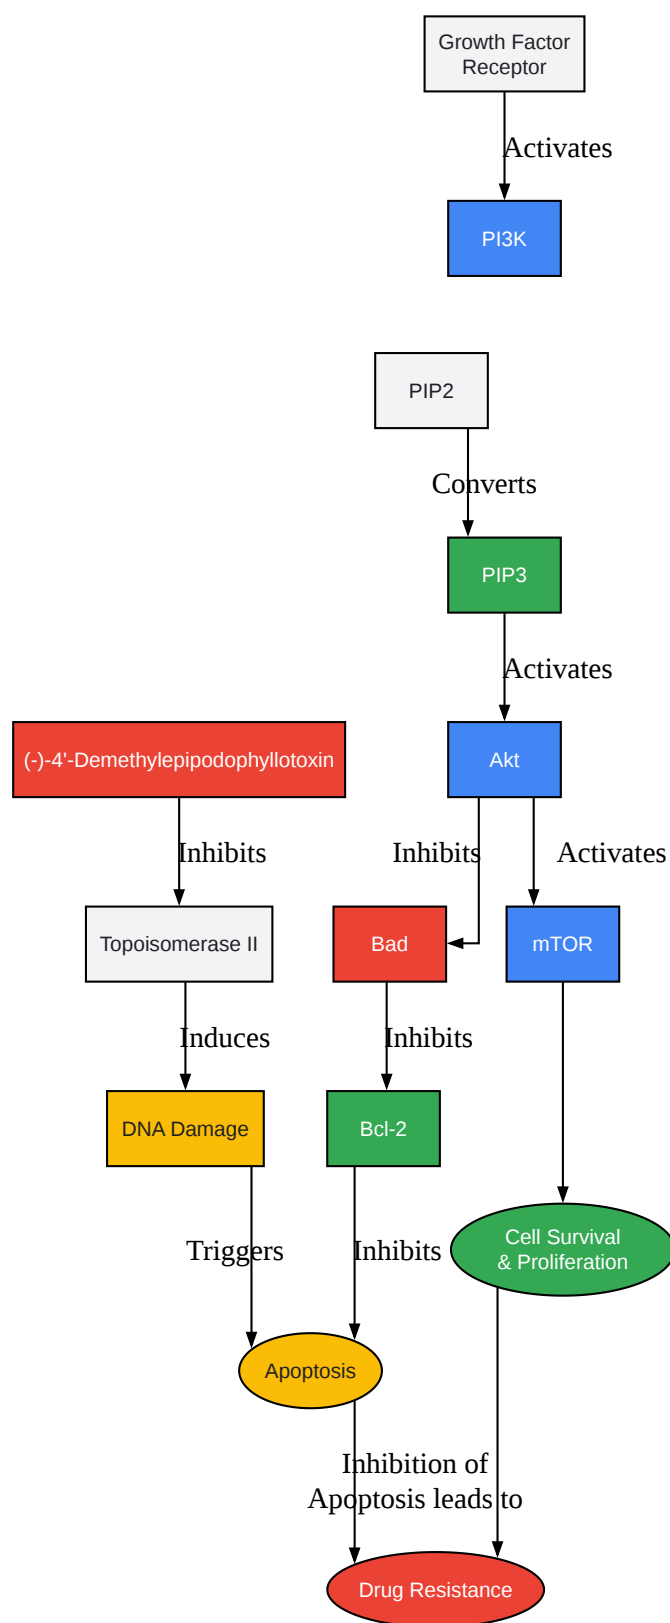 Growth Factor
Receptor
Activates
PI3K
PIP2
Converts
PIP3
Activates
(-)-4'-Demethylepipodophyllotoxin
Akt
Inhibits
Inhibits
Activates
Topoisomerase II
Bad
mTOR
Induces
Inhibits
DNA Damage
Bcl-2
Triggers
Inhibits
Cell Survival
& Proliferation
Apoptosis
Inhibition of
Apoptosis leads to
Drug Resistance